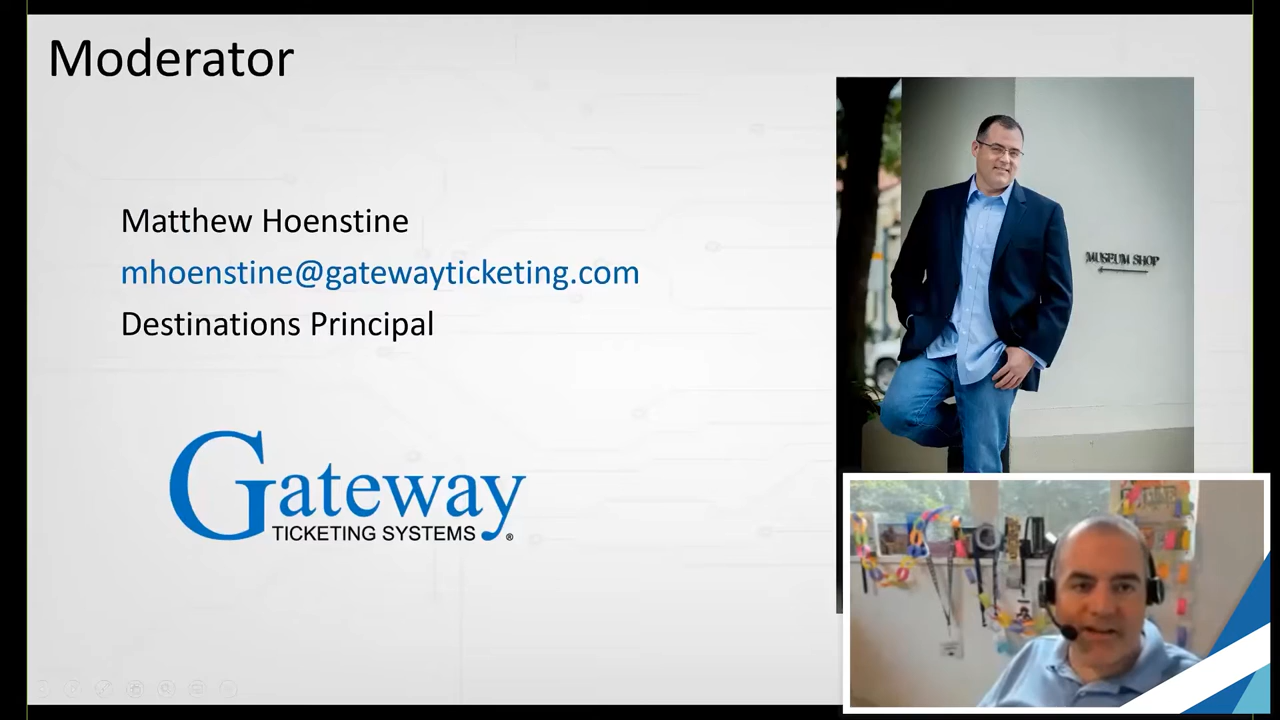 Moderator
Matthew Hoenstine
mhoenstine@gatewayticketing.com
Destinations Principal
Gateway
TICKETING SYSTEMS®
MUSEUM SHOP